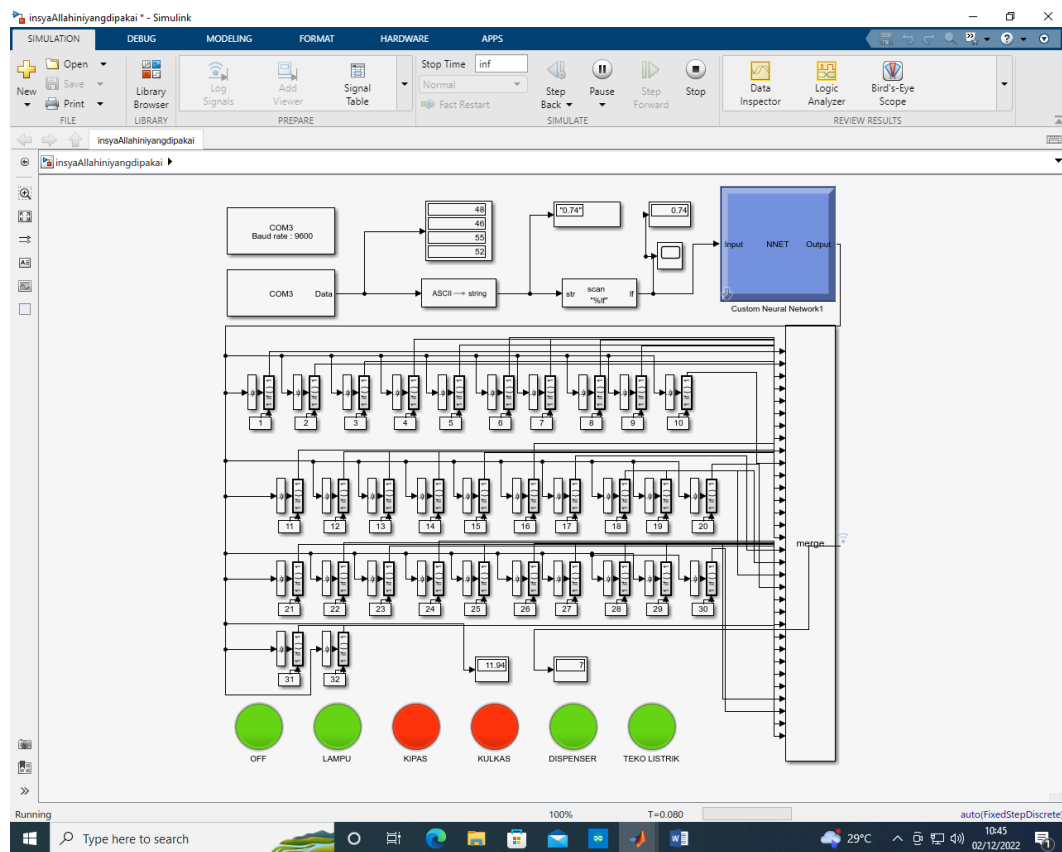 insyaAllahiniyangdipakai * - Simulink
SIMULATION DEBUG MODELING FORMAT HARDWARE APPS
New
Open
Save
Print
FILE
Library Browser
LIBRARY
Log Signals
Add Viewer
Signal Table
PREPARE
Stop Time inf
Normal
Fast Restart
Step Back
Pause
Step Forward
Stop
SIMULATE
Data Inspector
Logic Analyzer
Bird's-Eye Scope
REVIEW RESULTS
insyaAllahiniyangdipakai
insyaAllahiniyangdipakai
COM3
Baud rate : 9600
48
46
55
52
"0.74"
0.74
COM3 Data
ASCII string
str scan "%lf" lf
Input NNET Output
Custom Neural Network1
1 2 3 4 5 6 7 8 9 10
11 12 13 14 15 16 17 18 19 20
merge
21 22 23 24 25 26 27 28 29 30
31 32
11.94
7
OFF LAMPU KIPAS KULKAS DISPENSER TEKO LISTRIK
Running 100% T=0.080 auto(FixedStepDiscrete)
Type here to search
29°C
10:45
02/12/2022